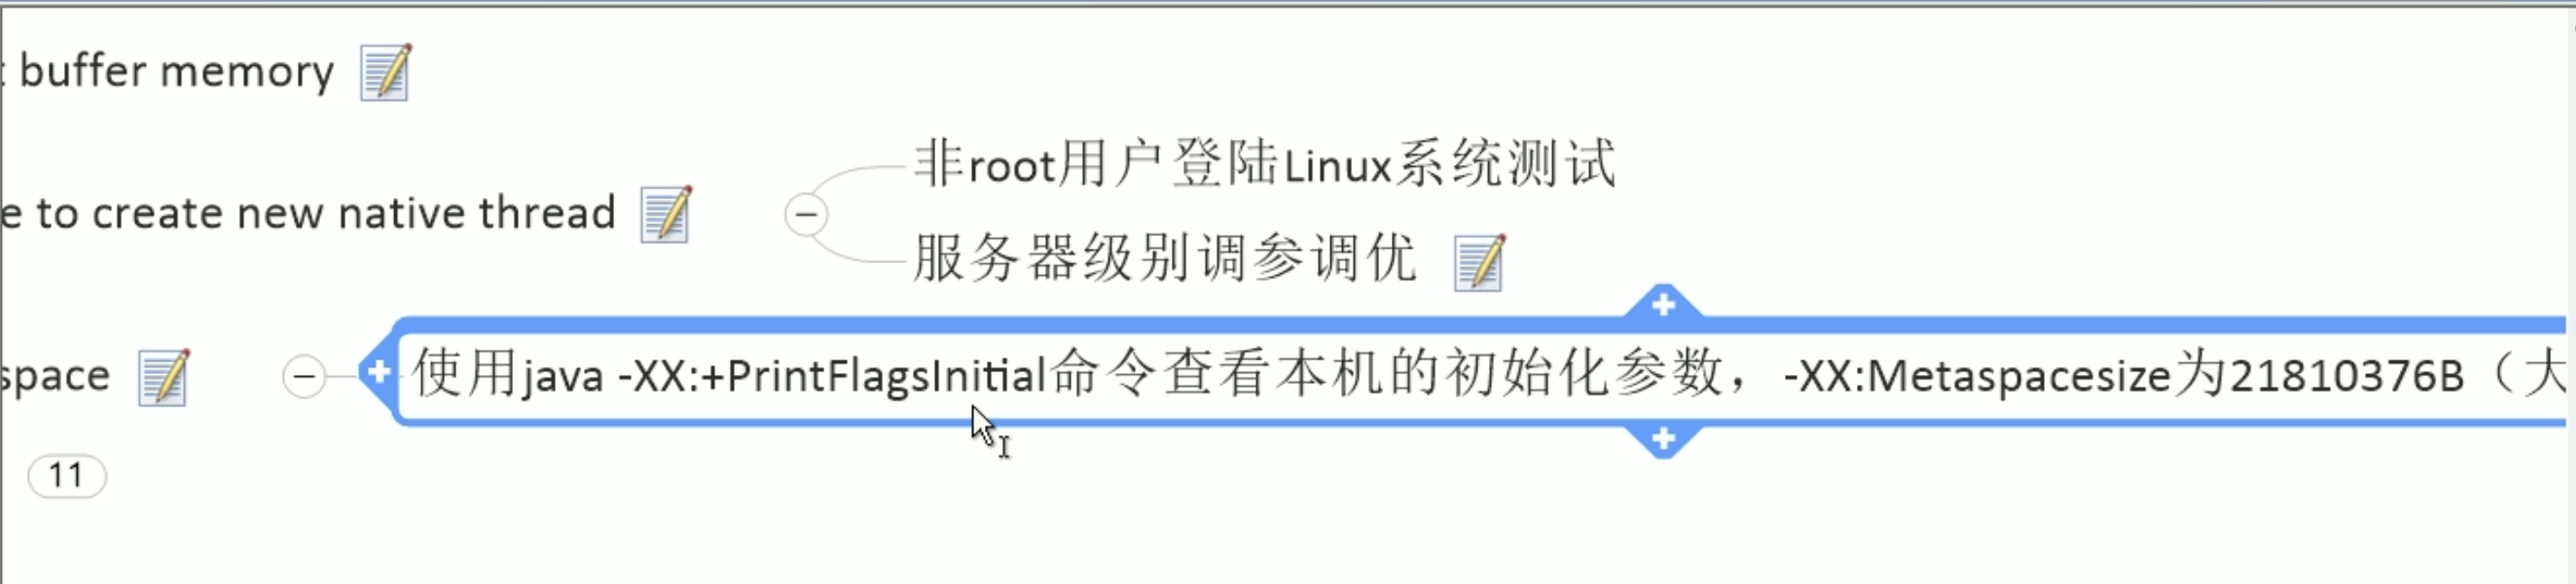 buffer memory
非root用户登陆Linux系统测试
e to create new native thread
服务器级别调参调优
space
使用java -XX:+PrintFlagsInitial命令查看本机的初始化参数，-XX:Metaspacesize为21810376B（大
11